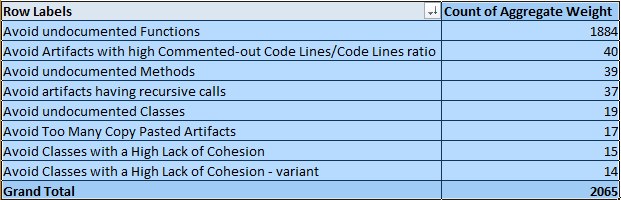 Row Labels Count of Aggregate Weight
Avoid undocumented Functions 1884
Avoid Artifacts with high Commented-out Code Lines/Code Lines ratio 40
Avoid undocumented Methods 39
Avoid artifacts having recursive calls 37
Avoid undocumented Classes 19
Avoid Too Many Copy Pasted Artifacts 17
Avoid Classes with a High Lack of Cohesion 15
Avoid Classes with a High Lack of Cohesion - variant 14
Grand Total 2065